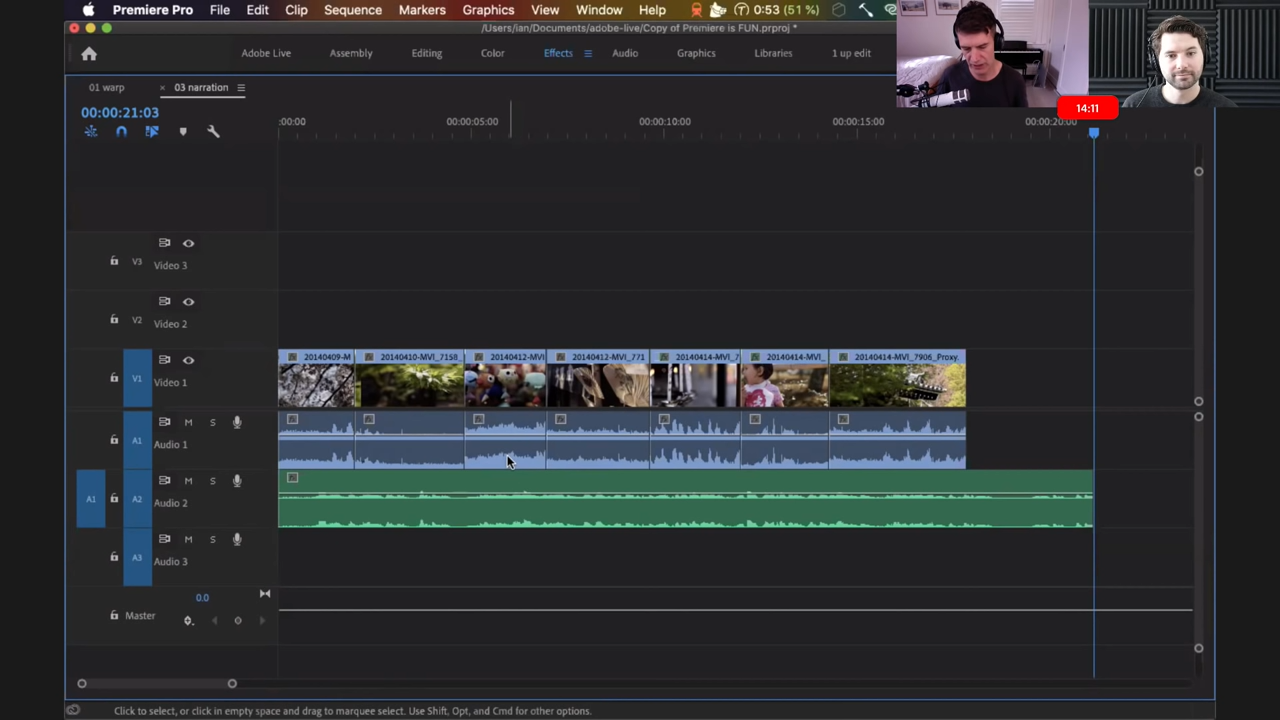 Premiere Pro File Edit Clip Sequence Markers Graphics View Window Help 0:53 (51 %)
/Users/ian/Documents/adobe-live/Copy of Premiere is FUN.prproj *
Adobe Live Assembly Editing Color Effects Audio Graphics Libraries 1 up edit
14:11
01 warp × 03 narration
00:00:21:03
:00:00 00:00:05:00 00:00:10:00 00:00:15:00 00:00:20:00
V3 Video 3
V2 Video 2
20140409-M 20140410-MVI_7158_ 20140412-MVI 20140412-MVI_771 20140414-MVI_7 20140414-MVI_ 20140414-MVI_7906_Proxy.
V1 Video 1
M S
A1 Audio 1
M S
A1 A2 Audio 2
M S
A3 Audio 3
0.0
Master
Click to select, or click in empty space and drag to marquee select. Use Shift, Opt, and Cmd for other options.